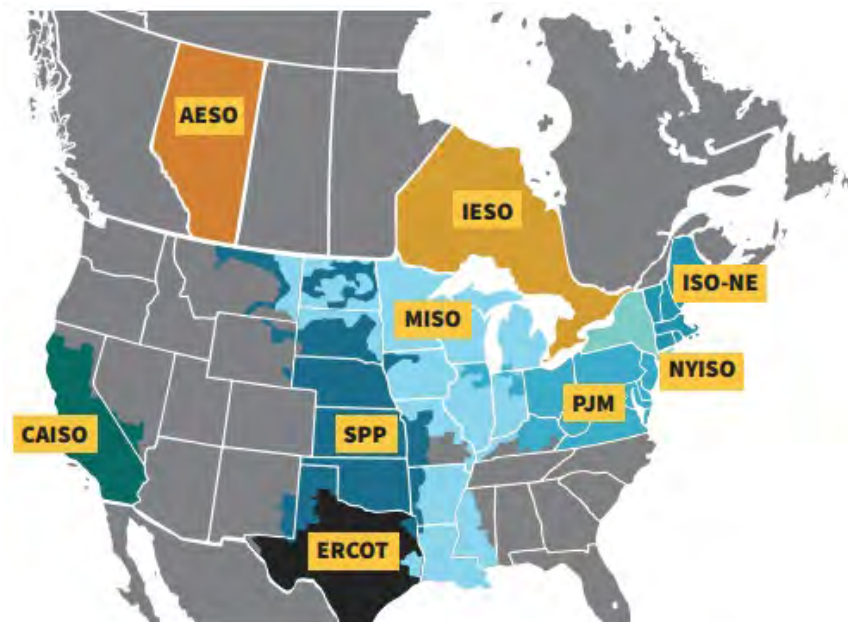 AESO
IESO
ISO-NE
MISO
NYISO
PJM
CAISO
SPP
ERCOT